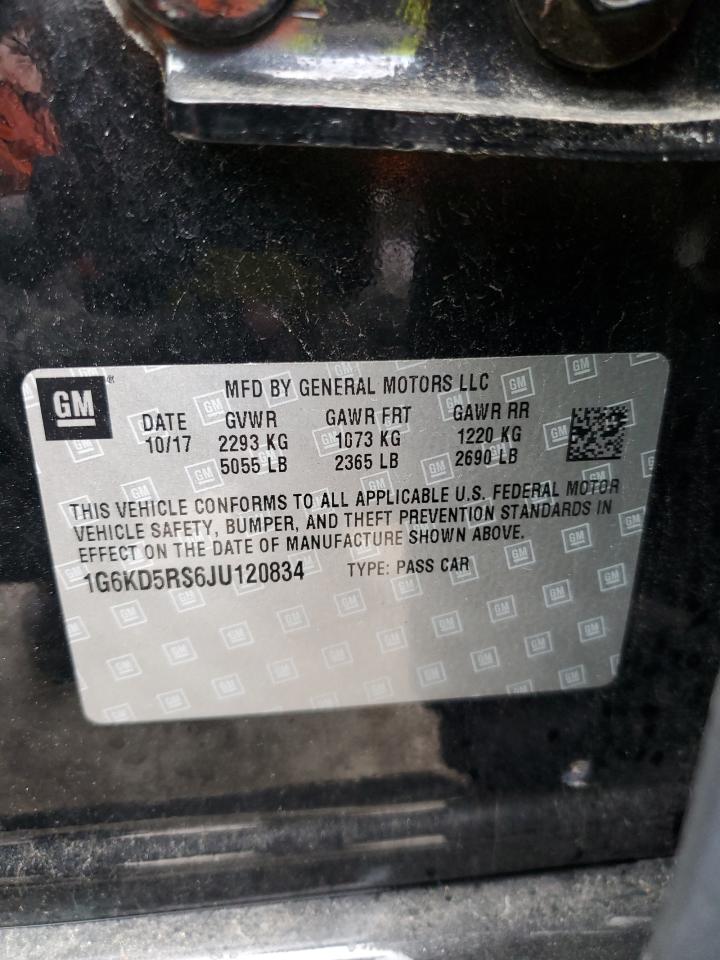 GM
MFD BY GENERAL MOTORS LLC
DATE GVWR GAWR FRT GAWR RR
10/17 2293 KG 1073 KG 1220 KG
5055 LB 2365 LB 2690 LB
THIS VEHICLE CONFORMS TO ALL APPLICABLE U.S. FEDERAL MOTOR
VEHICLE SAFETY, BUMPER, AND THEFT PREVENTION STANDARDS IN
EFFECT ON THE DATE OF MANUFACTURE SHOWN ABOVE.
1G6KD5RS6JU120834 TYPE: PASS CAR